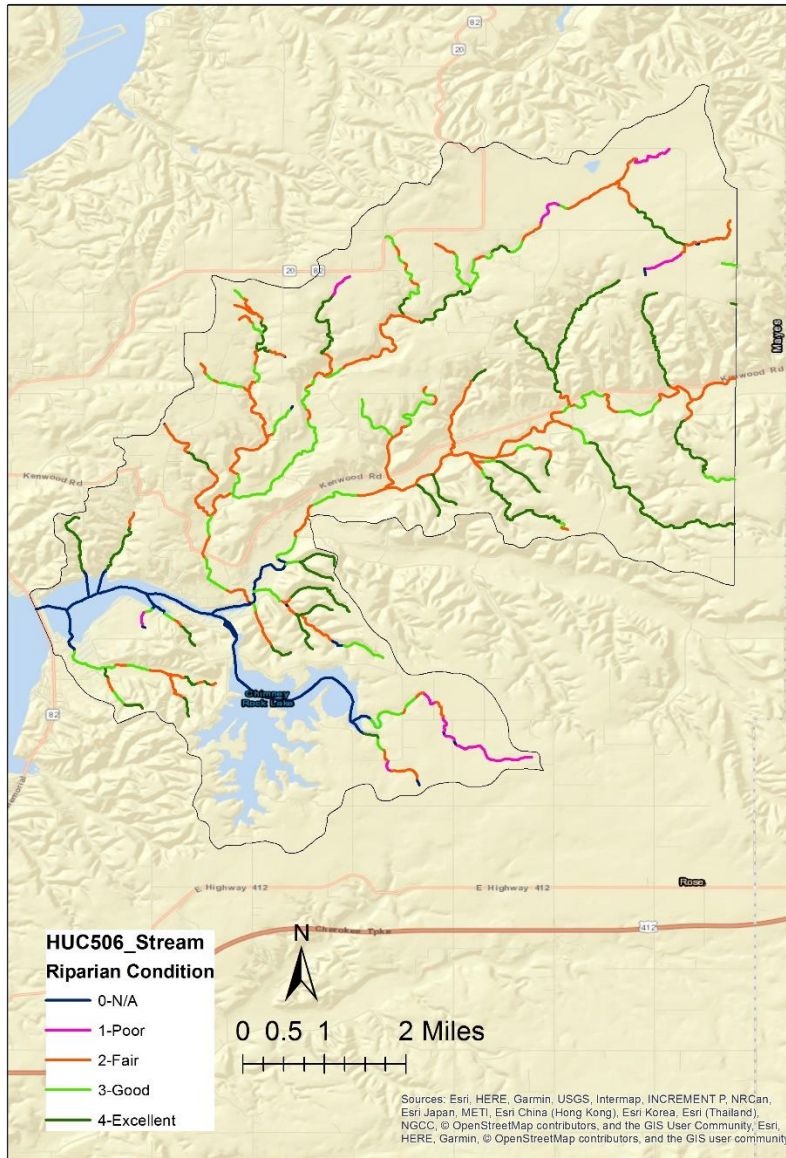 82
20
20
82
Mayes
Kenwood Rd
Kenwood Rd
Kenwood Rd
Chimney
Rock Lake
82
Memorial
E Highway 412
E Highway 412
Rose
Cherokee Tpke
412
HUC506_Stream
Riparian Condition
0-N/A
1-Poor
2-Fair
3-Good
4-Excellent
N
0 0.5 1 2 Miles
Sources: Esri, HERE, Garmin, USGS, Intermap, INCREMENT P, NRCan,
Esri Japan, METI, Esri China (Hong Kong), Esri Korea, Esri (Thailand),
NGCC, © OpenStreetMap contributors, and the GIS User Community, Esri,
HERE, Garmin, © OpenStreetMap contributors, and the GIS user community